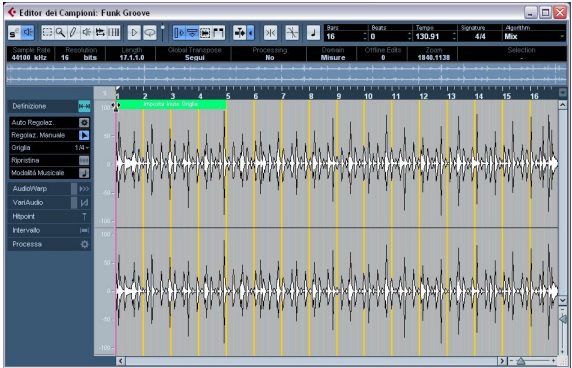 Editor dei Campioni: Funk Groove
Bars Beats Tempo Signature Algorithm
16 0 130.91 4/4 Mix
Sample Rate Resolution Length Global Transpose Processing Domain Offline Edits Zoom Selection
44100 kHz 16 bits 17.1.1.0 Segui No Misure 0 1840.1138 -
1 2 3 4 5 6 7 8 9 10 11 12 13 14 15 16
Definizione
100
Imposta Inizio Griglia
Auto Regolaz.
Regolaz. Manuale
50
Griglia 1/4
Ripristina
0
Modalità Musicale
AudioWarp
VariAudio
-50
Hitpoint
-100
Intervallo
100
Processa
50
0
-50
-100